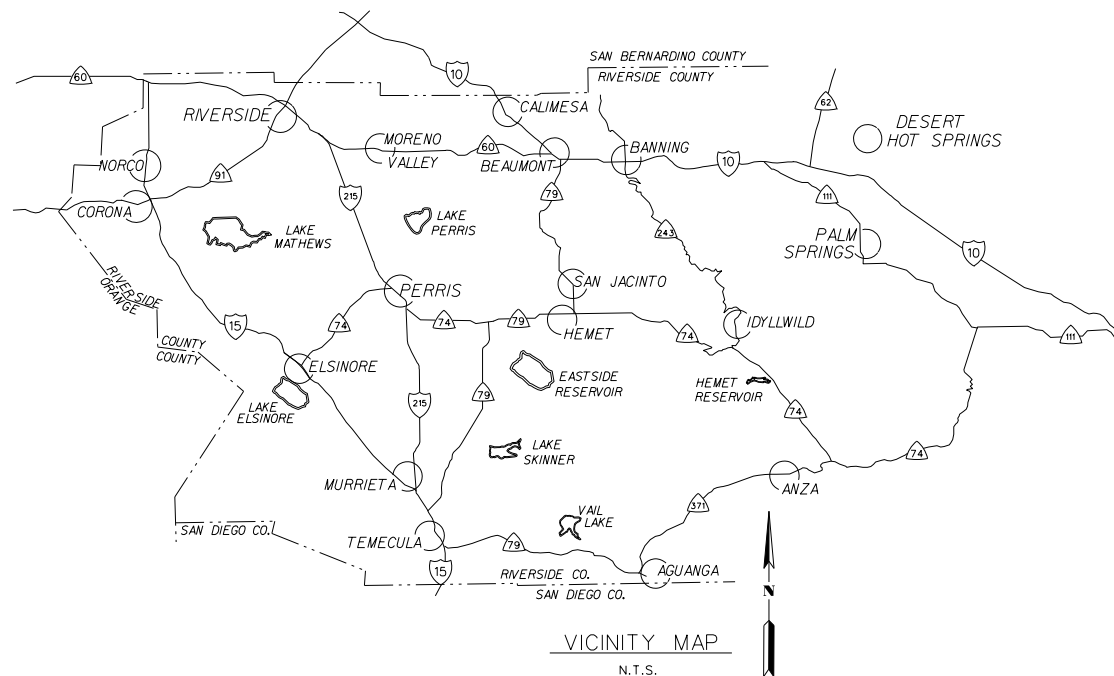 SAN BERNARDINO COUNTY
RIVERSIDE COUNTY
60
10
62
RIVERSIDE
CALIMESA
DESERT
HOT SPRINGS
MORENO
VALLEY
60
BEAUMONT
BANNING
10
NORCO
91
215
79
111
CORONA
LAKE
MATHEWS
LAKE
PERRIS
243
PALM
SPRINGS
10
RIVERSIDE
ORANGE
COUNTY
COUNTY
PERRIS
SAN JACINTO
15
74
74
79
HEMET
74
IDYLLWILD
111
ELSINORE
LAKE
ELSINORE
215
79
EASTSIDE
RESERVOIR
HEMET
RESERVOIR
74
74
LAKE
SKINNER
MURRIETA
ANZA
371
VAIL
LAKE
SAN DIEGO CO.
TEMECULA
79
15
RIVERSIDE CO.
SAN DIEGO CO.
AGUANGA
N
VICINITY MAP
N.T.S.